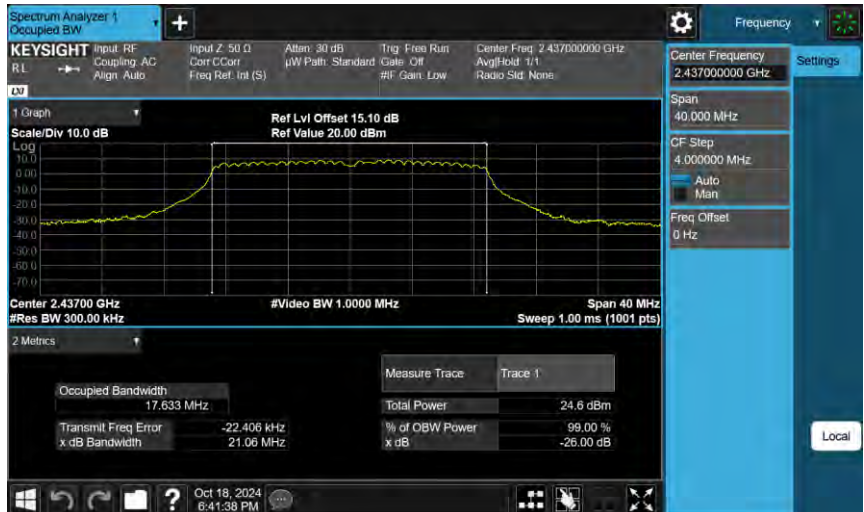 Spectrum Analyzer 1
Occupied BW
+
Frequency
KEYSIGHT
RL
Input: RF
Coupling: AC
Align: Auto
Input Z: 50 Ω
Corr CCorr
Freq Ref: Int (S)
Atten: 30 dB
µW Path: Standard
Trig: Free Run
Gate: Off
#IF Gain: Low
Center Freq: 2.437000000 GHz
Avg|Hold: 1/1
Radio Std: None
LXI
1 Graph
Scale/Div 10.0 dB
Ref Lvl Offset 15.10 dB
Ref Value 20.00 dBm
Log
10.0
0.00
-10.0
-20.0
-30.0
-40.0
-50.0
-60.0
-70.0
Center 2.43700 GHz
#Res BW 300.00 kHz
#Video BW 1.0000 MHz
Span 40 MHz
Sweep 1.00 ms (1001 pts)
2 Metrics
Measure Trace Trace 1
Occupied Bandwidth
17.633 MHz
Total Power 24.6 dBm
Transmit Freq Error -22.406 kHz
% of OBW Power 99.00 %
x dB Bandwidth 21.06 MHz
x dB -26.00 dB
Center Frequency
2.437000000 GHz
Settings
Span
40.000 MHz
CF Step
4.000000 MHz
Auto
Man
Freq Offset
0 Hz
Local
?
Oct 18, 2024
6:41:38 PM